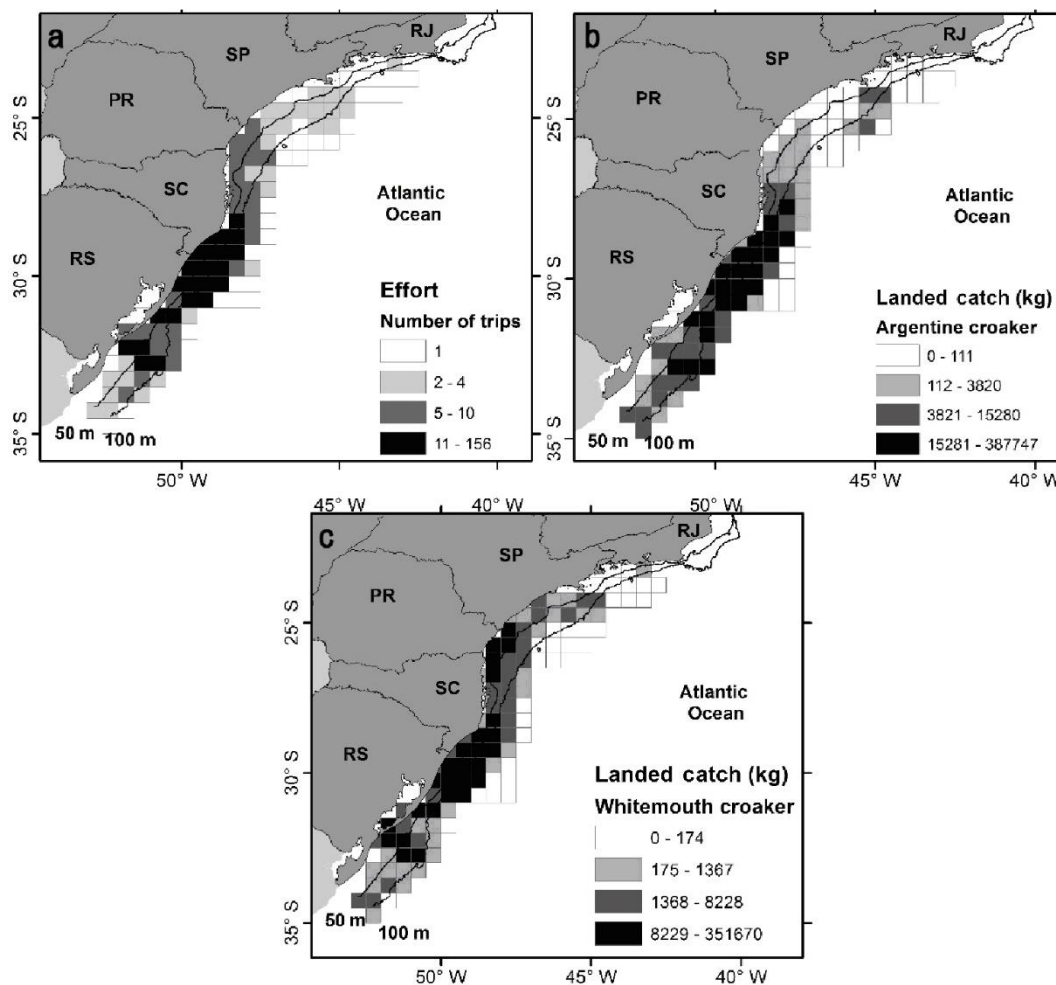 a
RJ
SP
PR
SC
RS
Atlantic
Ocean
25° S
30° S
35° S
50 m
100 m
50° W
Effort
Number of trips
1
2 - 4
5 - 10
11 - 156
b
RJ
SP
PR
SC
RS
Atlantic
Ocean
25° S
30° S
35° S
50 m
100 m
50° W
45° W
40° W
Landed catch (kg)
Argentine croaker
0 - 111
112 - 3820
3821 - 15280
15281 - 387747
45° W
40° W
50° W
c
RJ
SP
PR
SC
RS
Atlantic
Ocean
25° S
30° S
35° S
50 m
100 m
50° W
45° W
40° W
Landed catch (kg)
Whitemouth croaker
0 - 174
175 - 1367
1368 - 8228
8229 - 351670